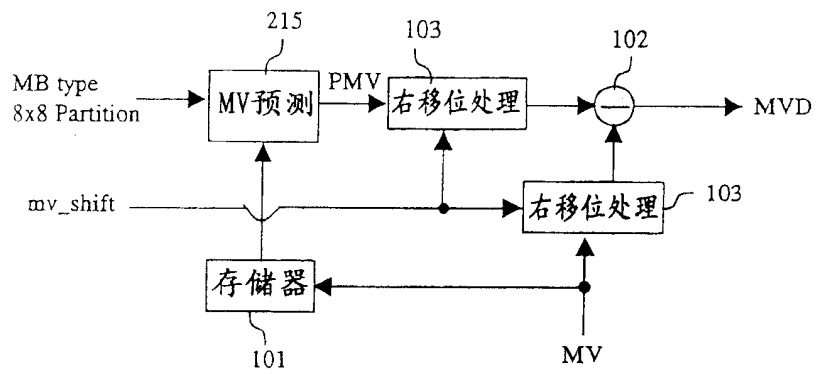 215
103
102
MB type
8x8 Partition
MV预测
PMV
右移位处理
MVD
mv_shift
右移位处理
103
存储器
101
MV